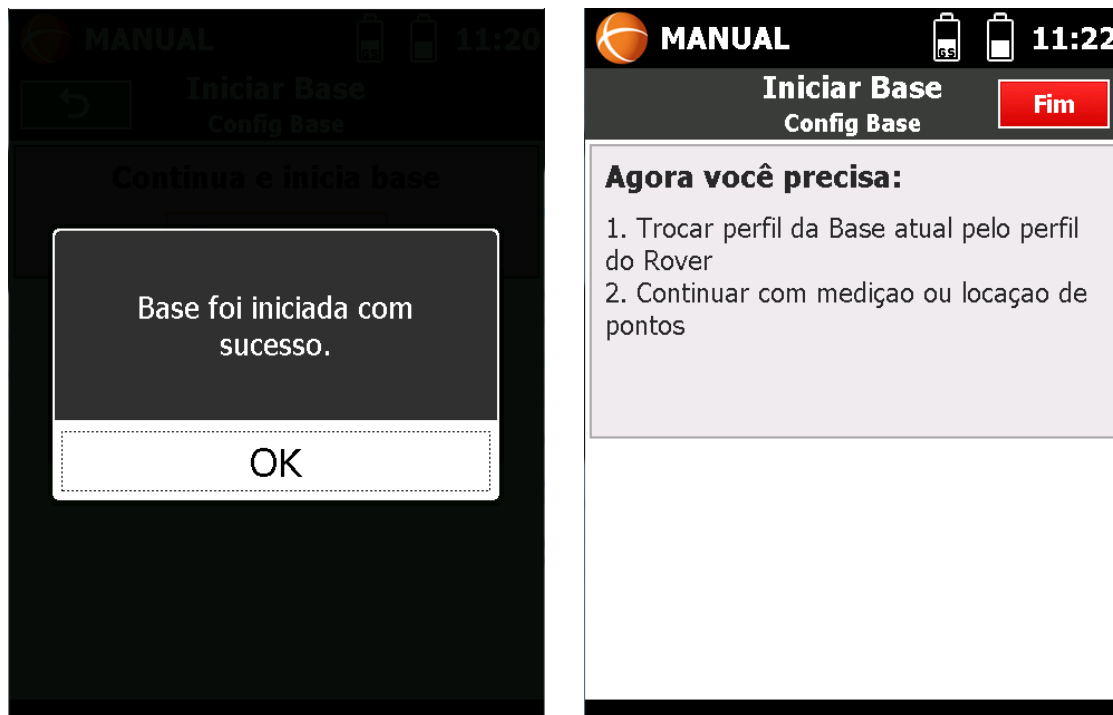 MANUAL
GS
11:20
Iniciar Base
Config Base
Continua e inicia base
Base foi iniciada com
sucesso.
OK
MANUAL
GS
11:22
Iniciar Base
Config Base
Fim
Agora você precisa:
1. Trocar perfil da Base atual pelo perfil
do Rover
2. Continuar com mediçao ou locaçao de
pontos